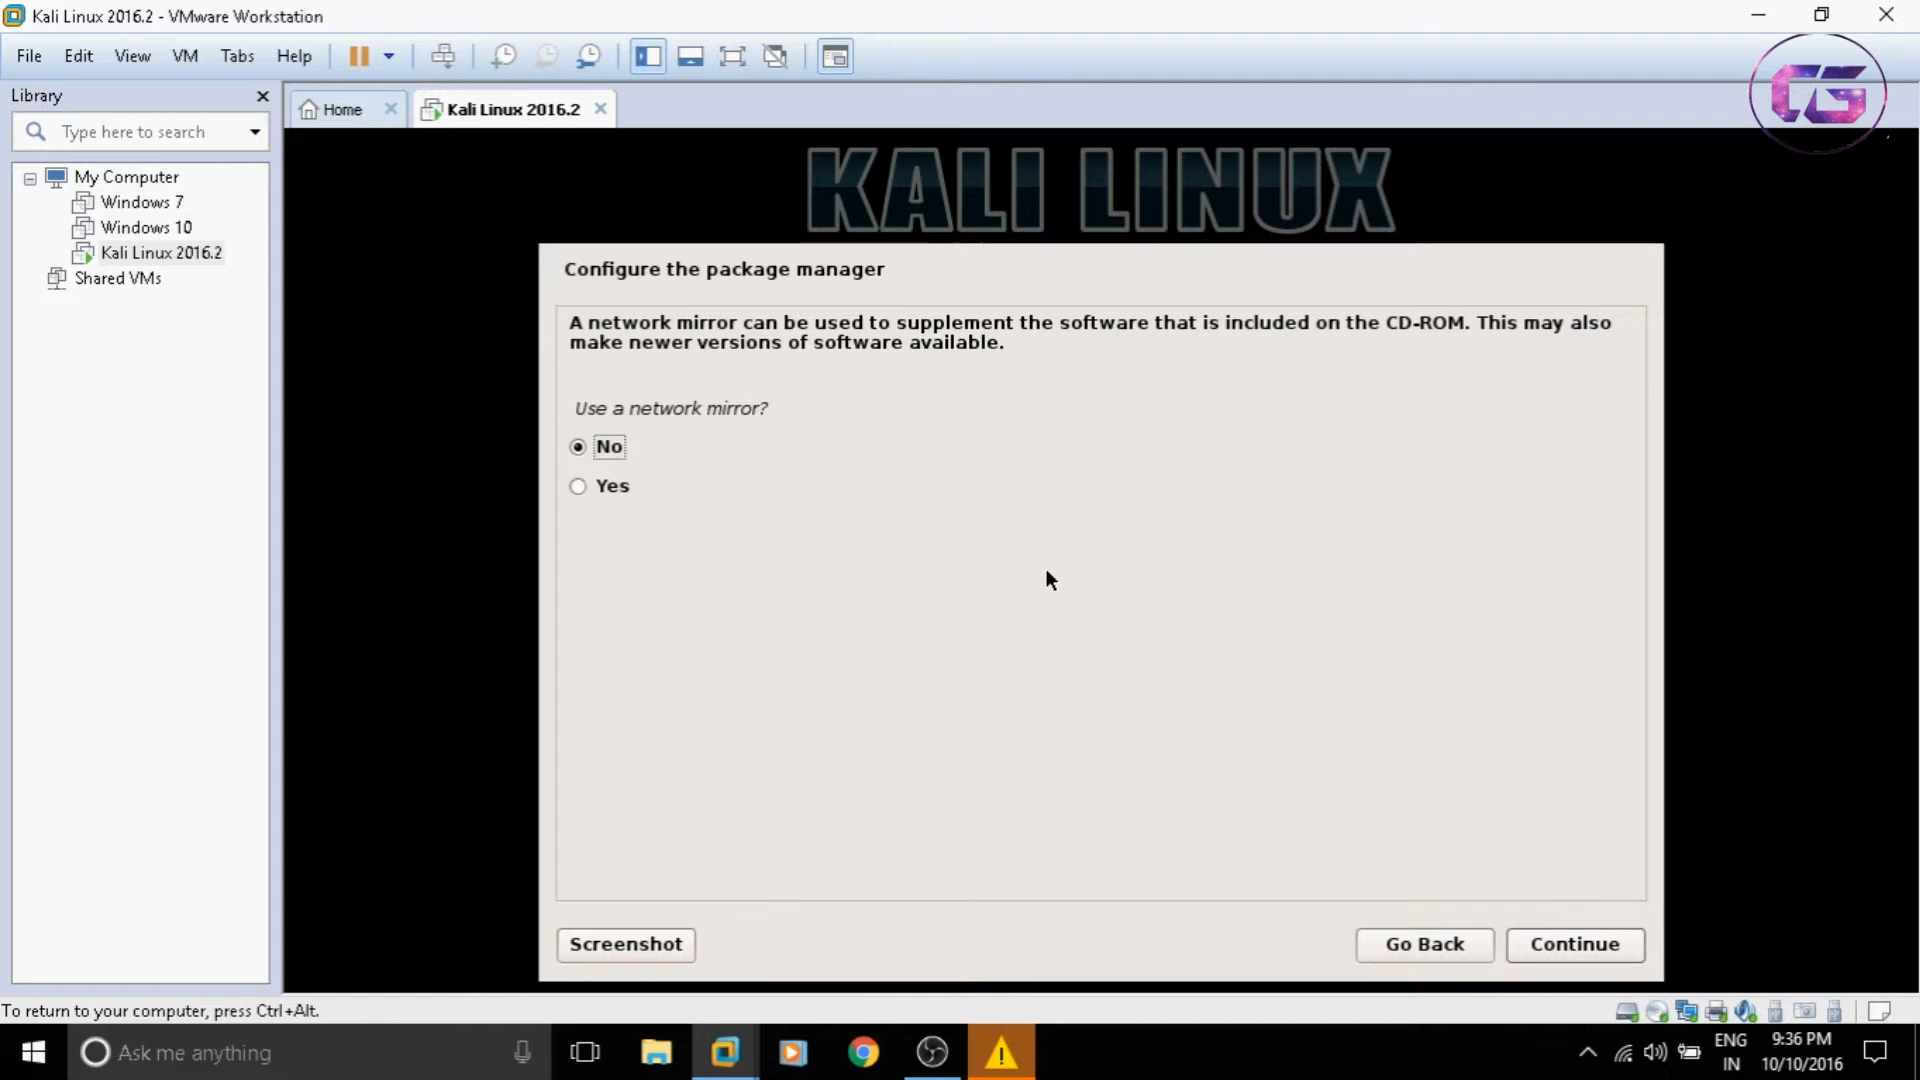 Kali Linux 2016.2 - VMware Workstation
File Edit View VM Tabs Help
Library
Type here to search
My Computer
Windows 7
Windows 10
Kali Linux 2016.2
Shared VMs
Home
Kali Linux 2016.2
CG
KALI LINUX
Configure the package manager
A network mirror can be used to supplement the software that is included on the CD-ROM. This may also
make newer versions of software available.
Use a network mirror?
No
Yes
Screenshot
Go Back
Continue
To return to your computer, press Ctrl+Alt.
Ask me anything
ENG
IN
9:36 PM
10/10/2016